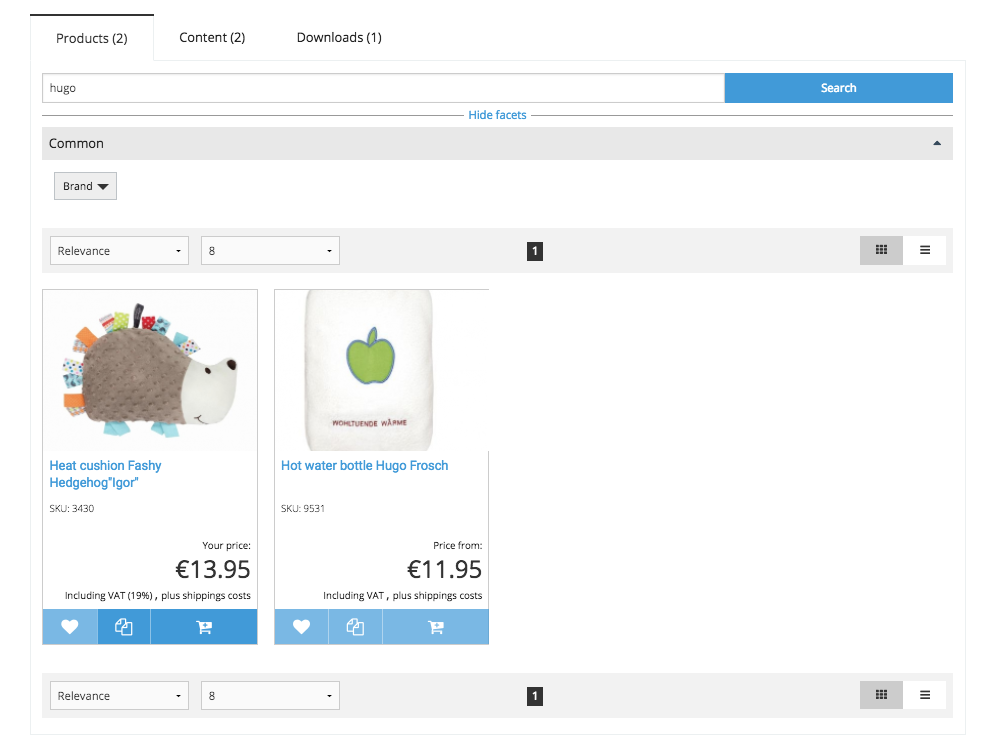 Products (2)
Content (2)
Downloads (1)
hugo
Search
Hide facets
Common
Brand
Relevance
8
1
WOHLTUENDE WÄRME
Heat cushion Fashy
Hedgehog"Igor"
SKU: 3430
Your price:
€13.95
Including VAT (19%) , plus shippings costs
Hot water bottle Hugo Frosch
SKU: 9531
Price from:
€11.95
Including VAT , plus shippings costs
Relevance
8
1